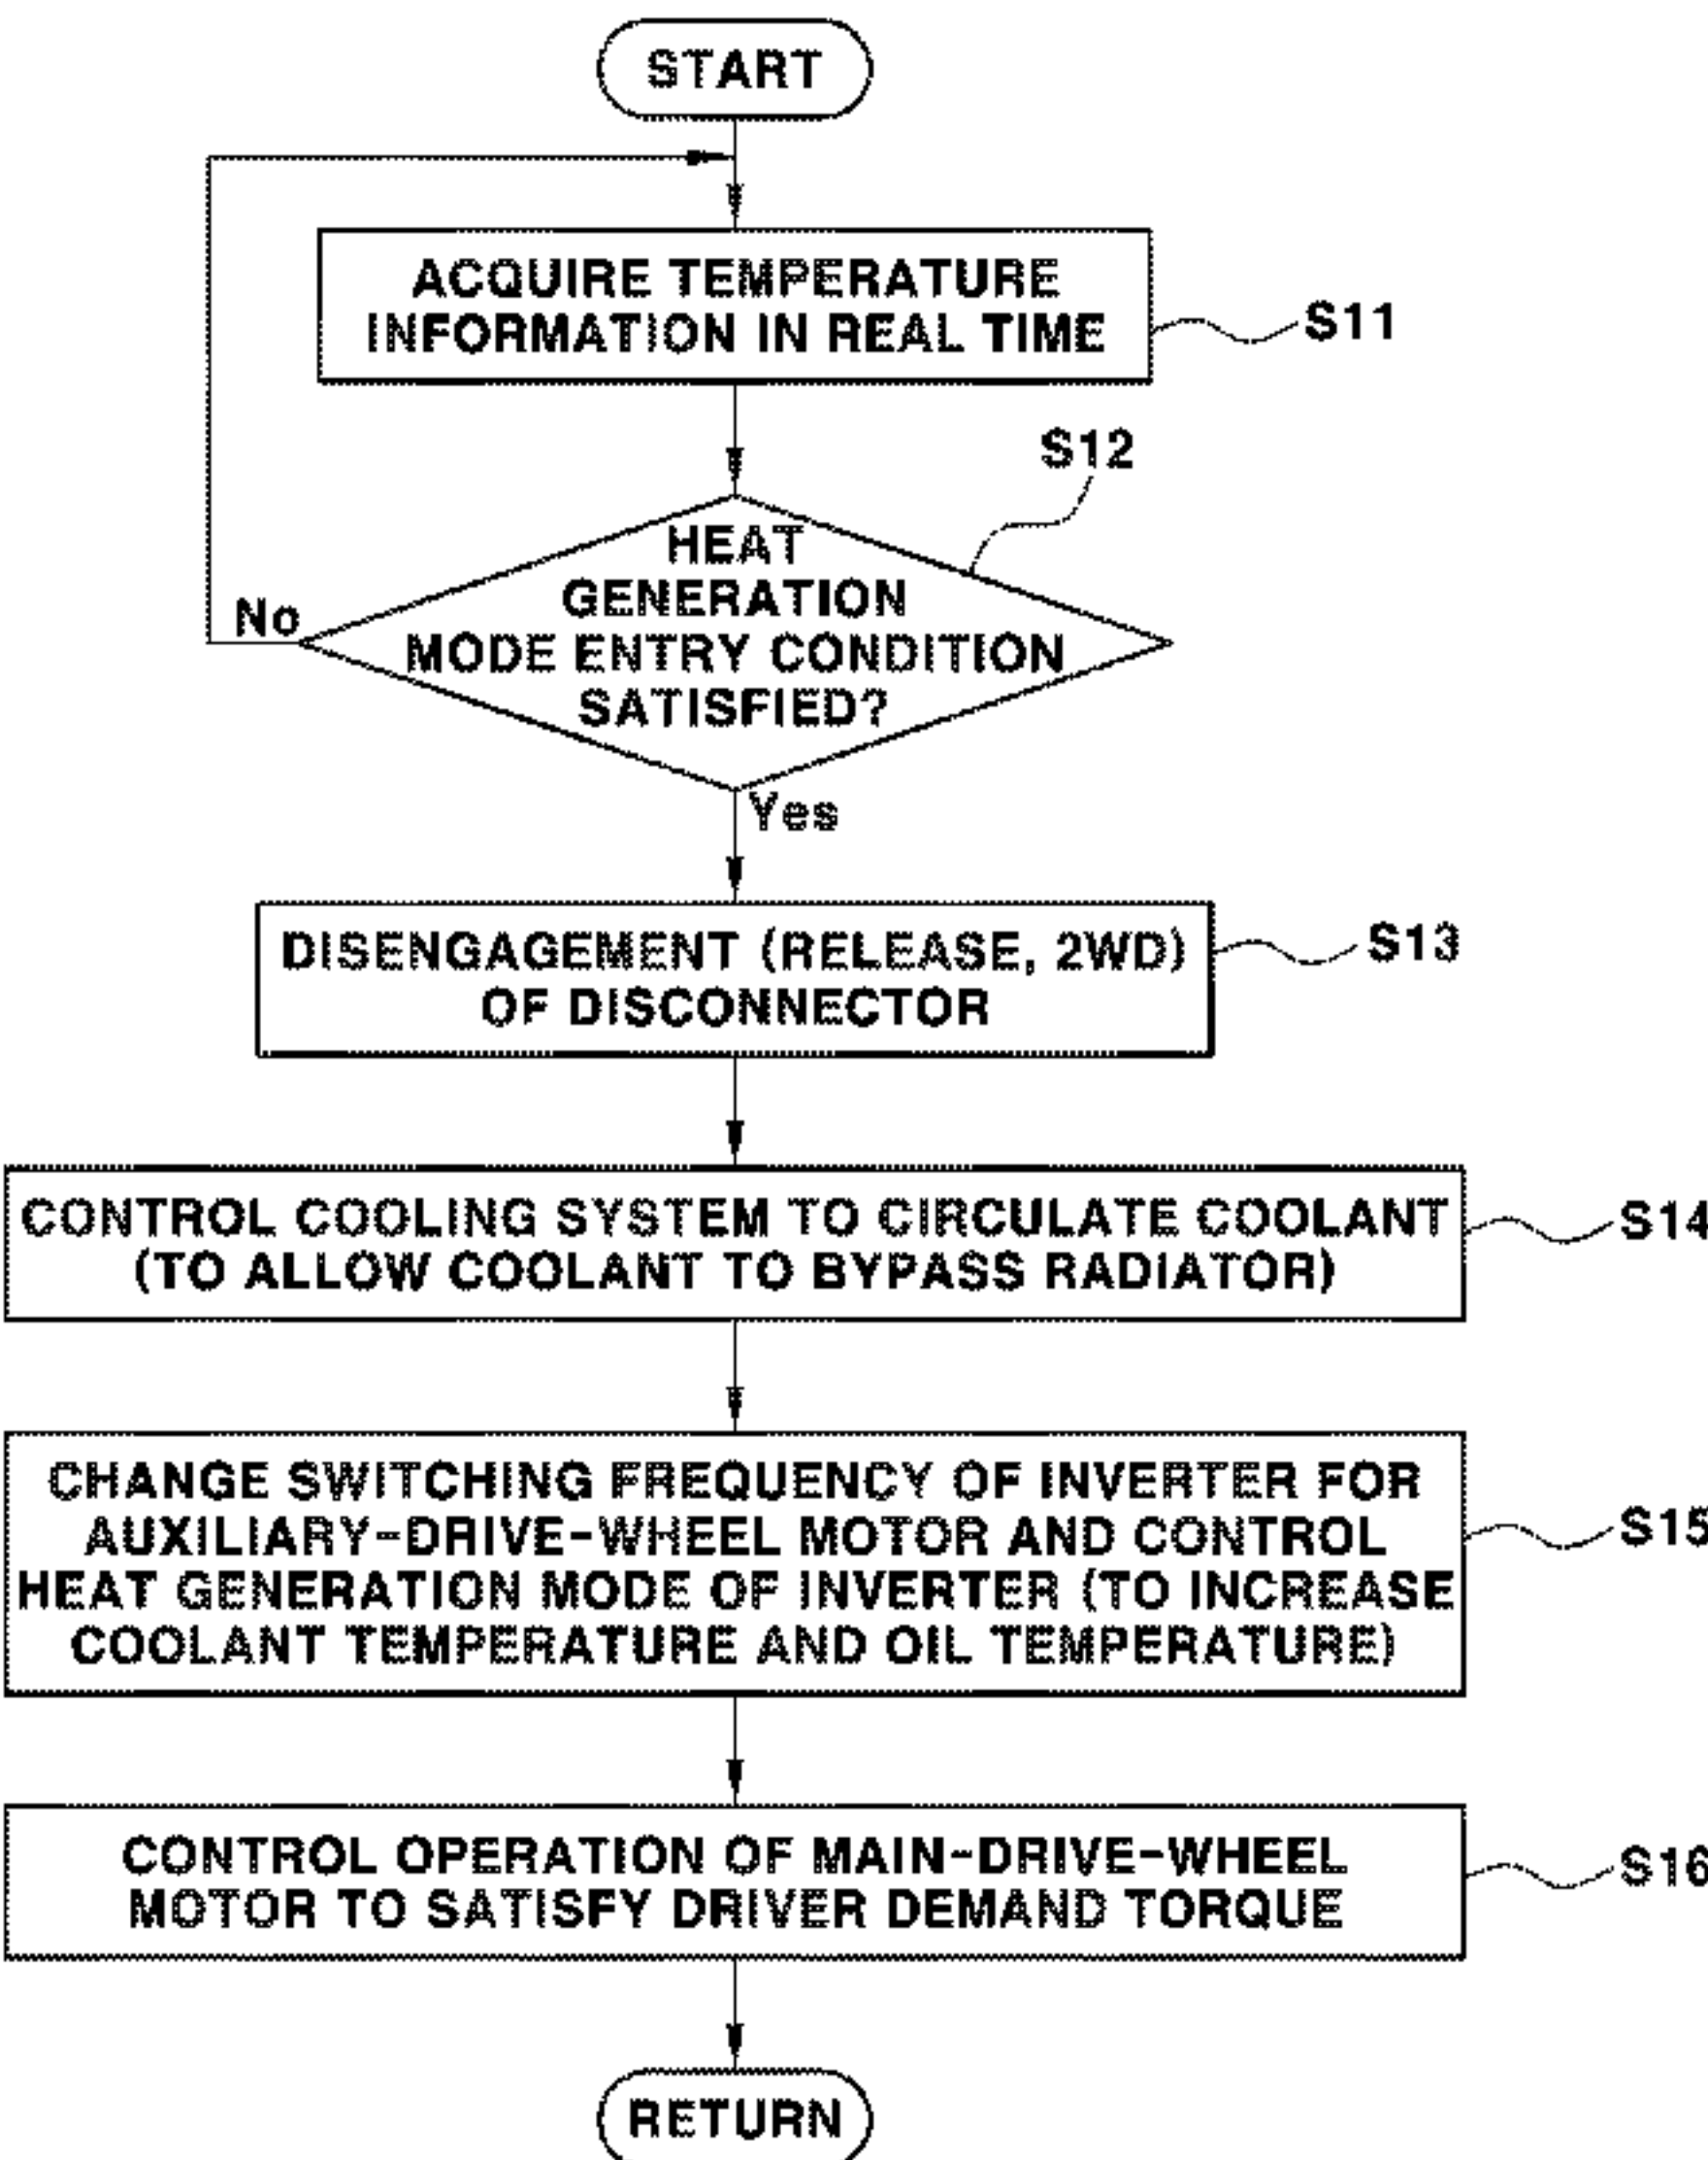 START
ACQUIRE TEMPERATURE
INFORMATION IN REAL TIME
S11
S12
HEAT
GENERATION
MODE ENTRY CONDITION
SATISFIED?
No
Yes
DISENGAGEMENT (RELEASE, 2WD)
OF DISCONNECTOR
S13
CONTROL COOLING SYSTEM TO CIRCULATE COOLANT
(TO ALLOW COOLANT TO BYPASS RADIATOR)
S14
CHANGE SWITCHING FREQUENCY OF INVERTER FOR
AUXILIARY-DRIVE-WHEEL MOTOR AND CONTROL
HEAT GENERATION MODE OF INVERTER (TO INCREASE
COOLANT TEMPERATURE AND OIL TEMPERATURE)
S15
CONTROL OPERATION OF MAIN-DRIVE-WHEEL
MOTOR TO SATISFY DRIVER DEMAND TORQUE
S16
RETURN